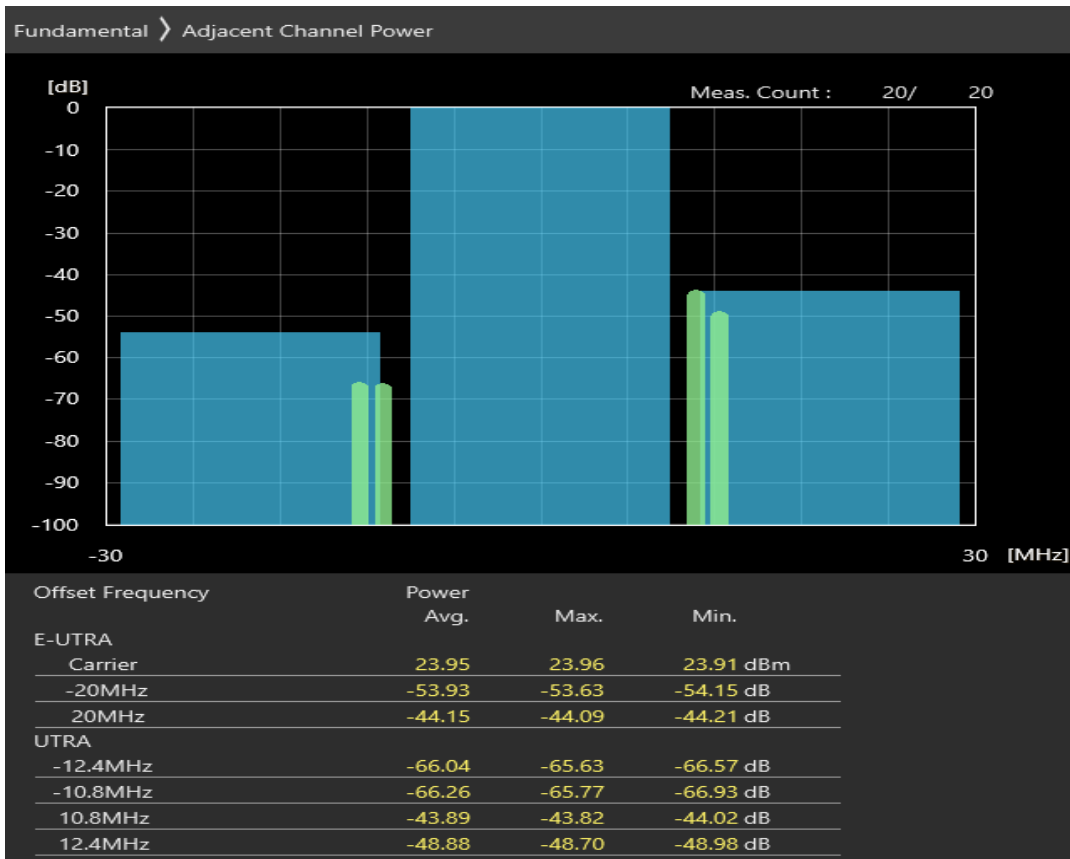 Fundamental 〉 Adjacent Channel Power
[dB]
Meas. Count : 20/ 20
0
-10
-20
-30
-40
-50
-60
-70
-80
-90
-100
-30 30 [MHz]
Offset Frequency Power
Avg. Max. Min.
E-UTRA
Carrier 23.95 23.96 23.91 dBm
-20MHz -53.93 -53.63 -54.15 dB
20MHz -44.15 -44.09 -44.21 dB
UTRA
-12.4MHz -66.04 -65.63 -66.57 dB
-10.8MHz -66.26 -65.77 -66.93 dB
10.8MHz -43.89 -43.82 -44.02 dB
12.4MHz -48.88 -48.70 -48.98 dB